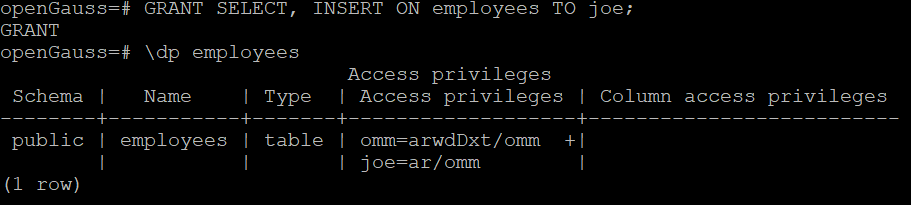 openGauss=# GRANT SELECT, INSERT ON employees TO joe;
GRANT
openGauss=# \dp employees
                               Access privileges
 Schema |   Name    | Type  | Access privileges | Column access privileges
--------+-----------+-------+-------------------+--------------------------
 public | employees | table | omm=arwdDxt/omm  +|
        |           |       | joe=ar/omm
(1 row)